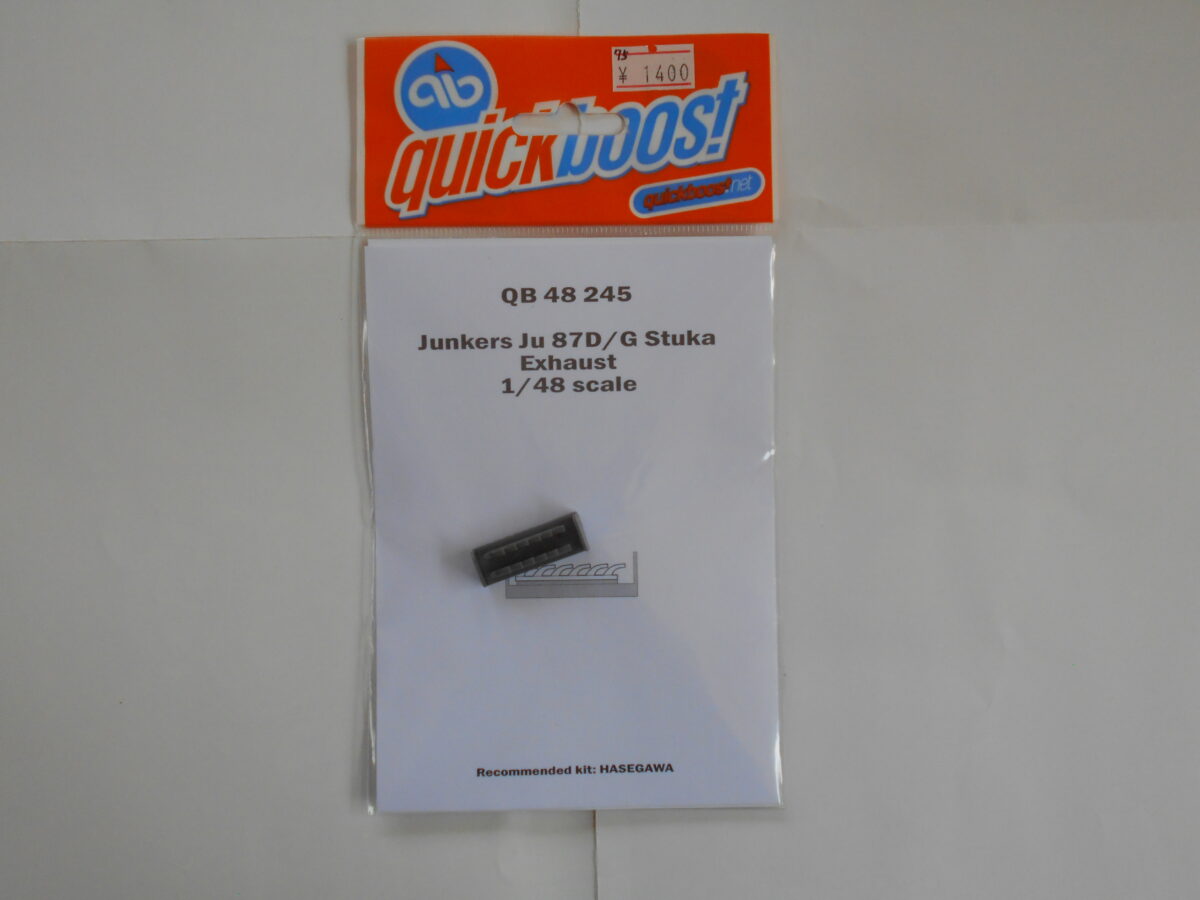 qb
¥ 1400
quickboost
quickboost.net
QB 48 245
Junkers Ju 87D/G Stuka
Exhaust
1/48 scale
Recommended kit: HASEGAWA